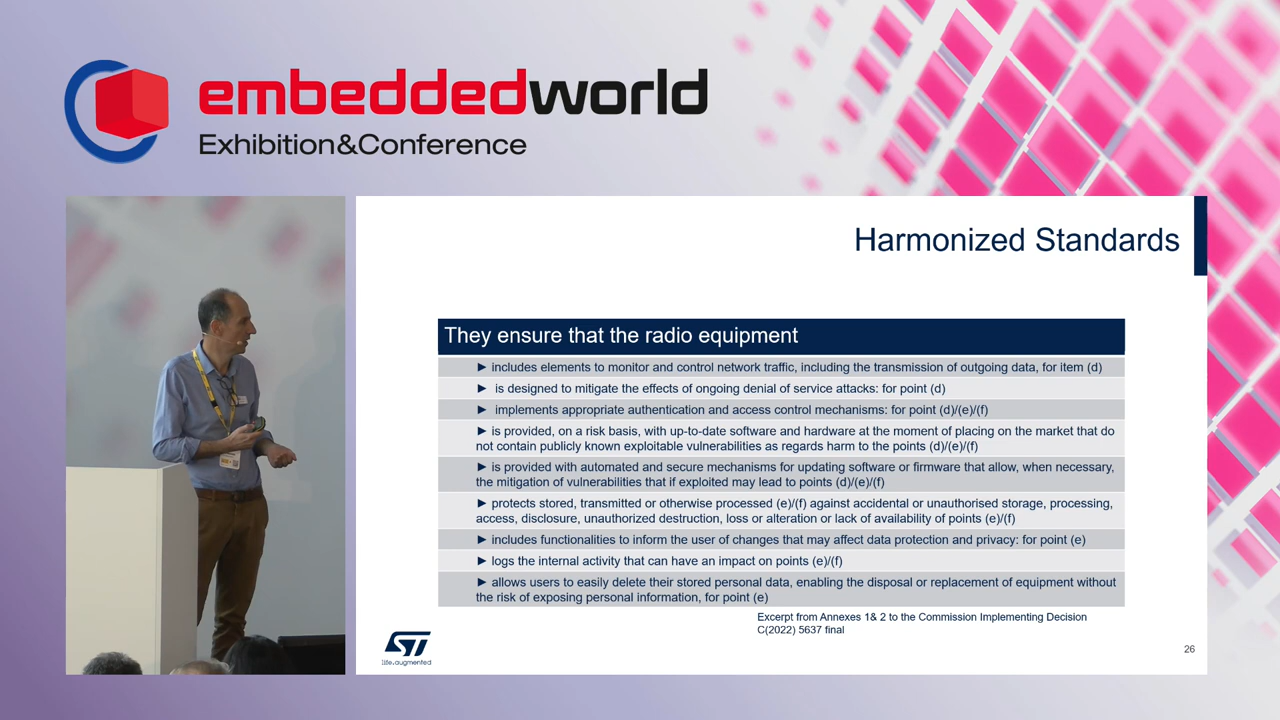 embeddedworld
Exhibition&Conference
Harmonized Standards
They ensure that the radio equipment
► includes elements to monitor and control network traffic, including the transmission of outgoing data, for item (d)
► is designed to mitigate the effects of ongoing denial of service attacks: for point (d)
► implements appropriate authentication and access control mechanisms: for point (d)/(e)/(f)
► is provided, on a risk basis, with up-to-date software and hardware at the moment of placing on the market that do
not contain publicly known exploitable vulnerabilities as regards harm to the points (d)/(e)/(f)
► is provided with automated and secure mechanisms for updating software or firmware that allow, when necessary,
the mitigation of vulnerabilities that if exploited may lead to points (d)/(e)/(f)
► protects stored, transmitted or otherwise processed (e)/(f) against accidental or unauthorised storage, processing,
access, disclosure, unauthorized destruction, loss or alteration or lack of availability of points (e)/(f)
► includes functionalities to inform the user of changes that may affect data protection and privacy: for point (e)
► logs the internal activity that can have an impact on points (e)/(f)
► allows users to easily delete their stored personal data, enabling the disposal or replacement of equipment without
the risk of exposing personal information, for point (e)
Excerpt from Annexes 1& 2 to the Commission Implementing Decision
C(2022) 5637 final
ST
life.augmented
26